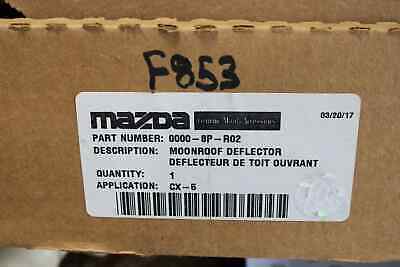 F853
mazda
Genuine Mazda Accessories
03/20/17
PART NUMBER: 0000-8P-R02
DESCRIPTION: MOONROOF DEFLECTOR
DEFLECTEUR DE TOIT OUVRANT
QUANTITY: 1
APPLICATION: CX-5